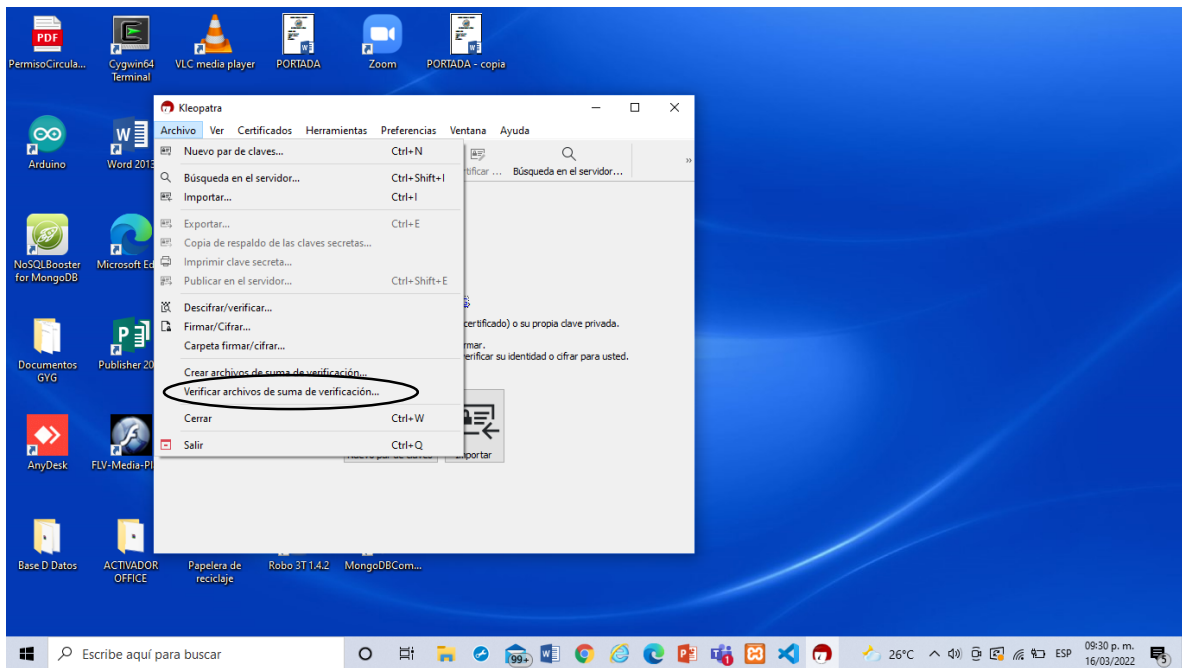 PDF
PermisoCircula...
Cygwin64
Terminal
VLC media player
PORTADA
Zoom
PORTADA - copia
Kleopatra
Archivo Ver Certificados Herramientas Preferencias Ventana Ayuda
Nuevo par de claves... Ctrl+N
Búsqueda en el servidor... Ctrl+Shift+I
Importar... Ctrl+I
Exportar... Ctrl+E
Copia de respaldo de las claves secretas...
Imprimir clave secreta...
Publicar en el servidor... Ctrl+Shift+E
Descifrar/verificar...
Firmar/Cifrar...
Carpeta firmar/cifrar...
Crear archivos de suma de verificación...
Verificar archivos de suma de verificación...
Cerrar Ctrl+W
Salir Ctrl+Q
Búsqueda en el servidor...
certificado) o su propia clave privada.
su identidad o cifrar para usted.
Arduino
Word 2013
NoSQLBooster
for MongoDB
Microsoft Ed
Documentos
GYG
Publisher 20
AnyDesk
FLV-Media-Pl
Base D Datos
ACTIVADOR
OFFICE
Papelera de
reciclaje
Robo 3T 1.4.2
MongoDBCom...
Escribe aquí para buscar
99+
26°C
ESP
09:30 p. m.
16/03/2022
5